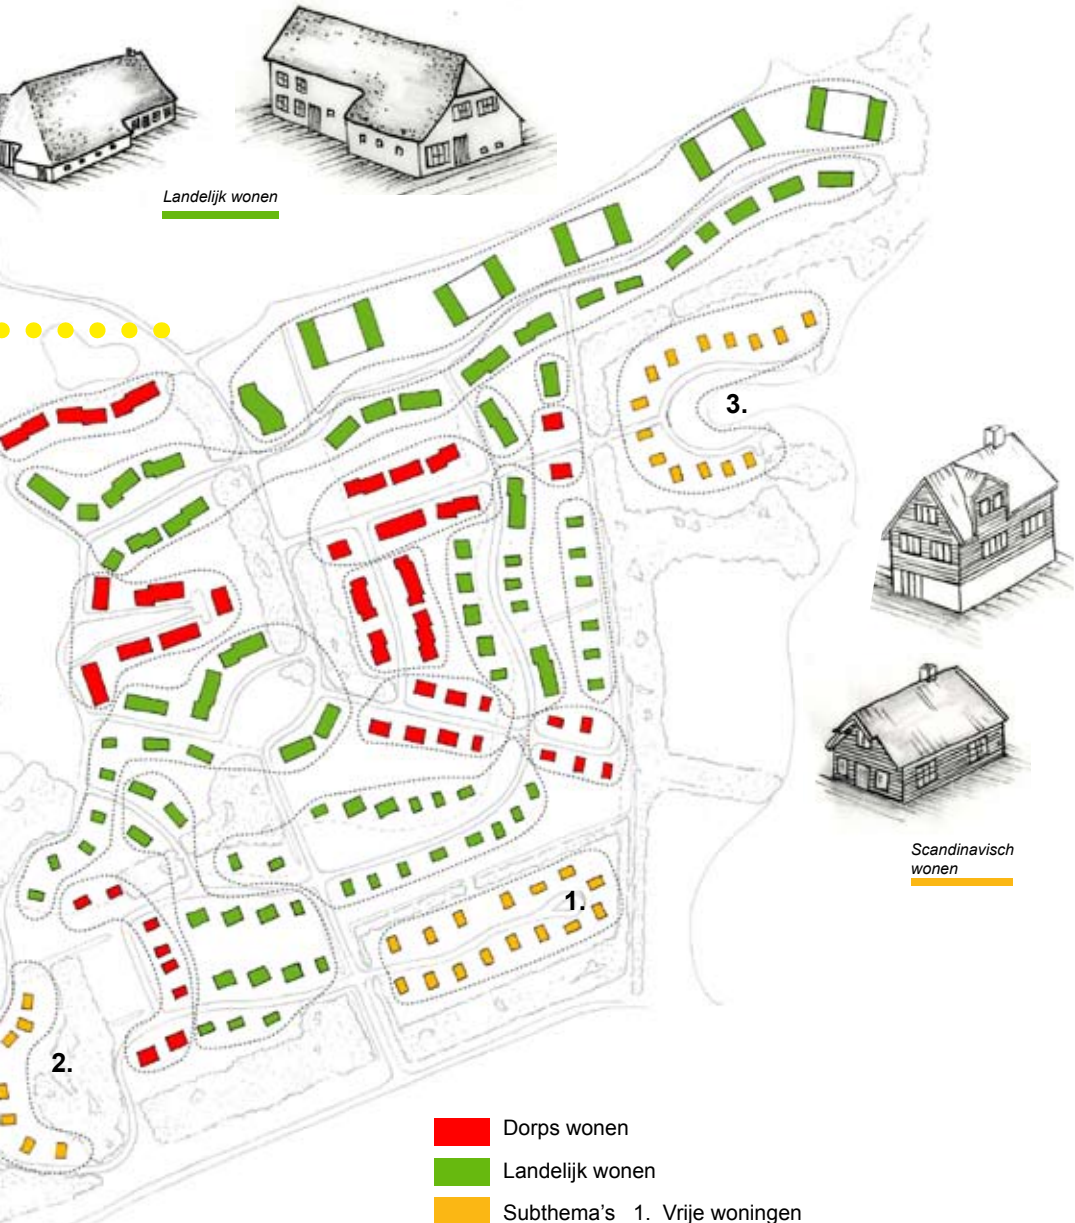 Landelijk wonen
3.
Scandinavisch
wonen
1.
2.
Dorps wonen
Landelijk wonen
Subthema's 1. Vrije woningen